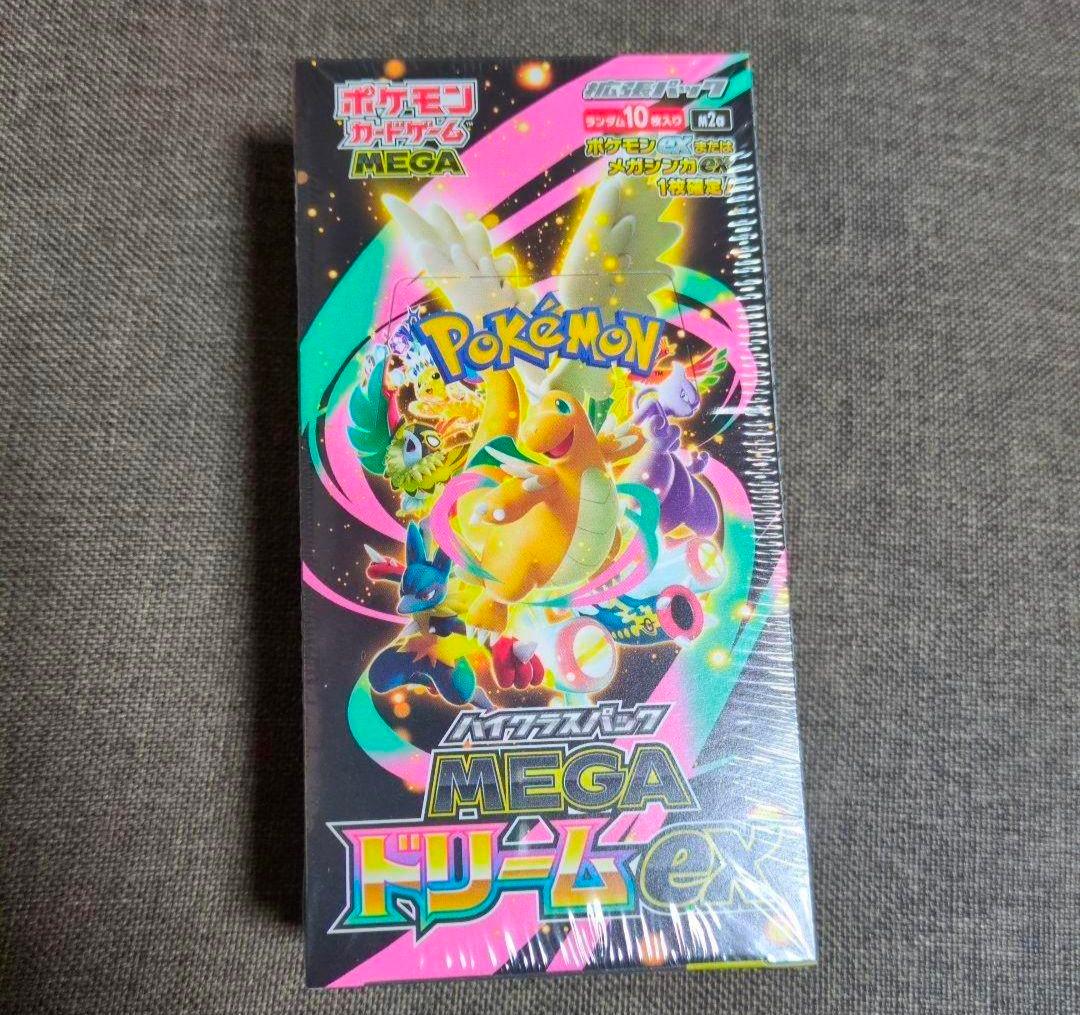 ポケモン
カードゲーム
MEGA
拡張パック
ランダム10枚入り M2a
ポケモンexまたは
メガシンカex
1枚確定!
POKéMON
TM
ハイクラスパック
MEGA
ドリームex